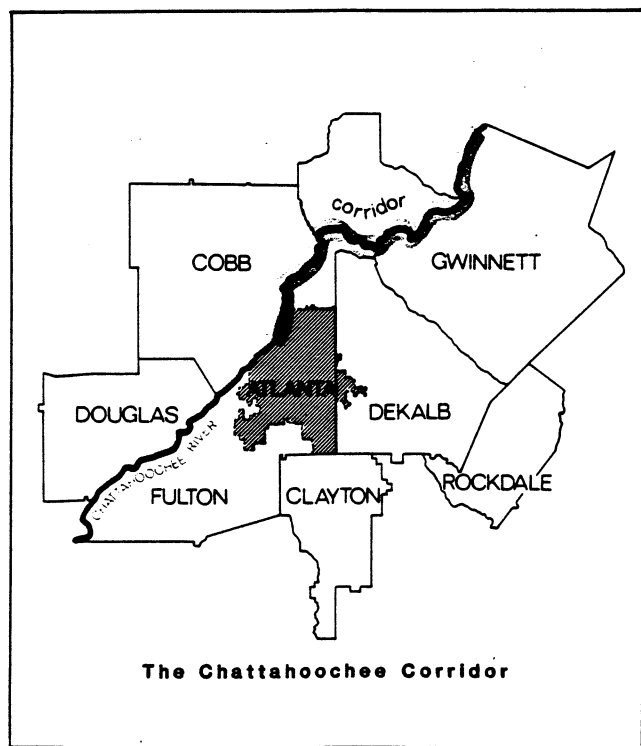 corridor
COBB
GWINNETT
ATLANTA
DOUGLAS
DEKALB
CHATTAHOOCHEE RIVER
FULTON
CLAYTON
ROCKDALE
The Chattahoochee Corridor